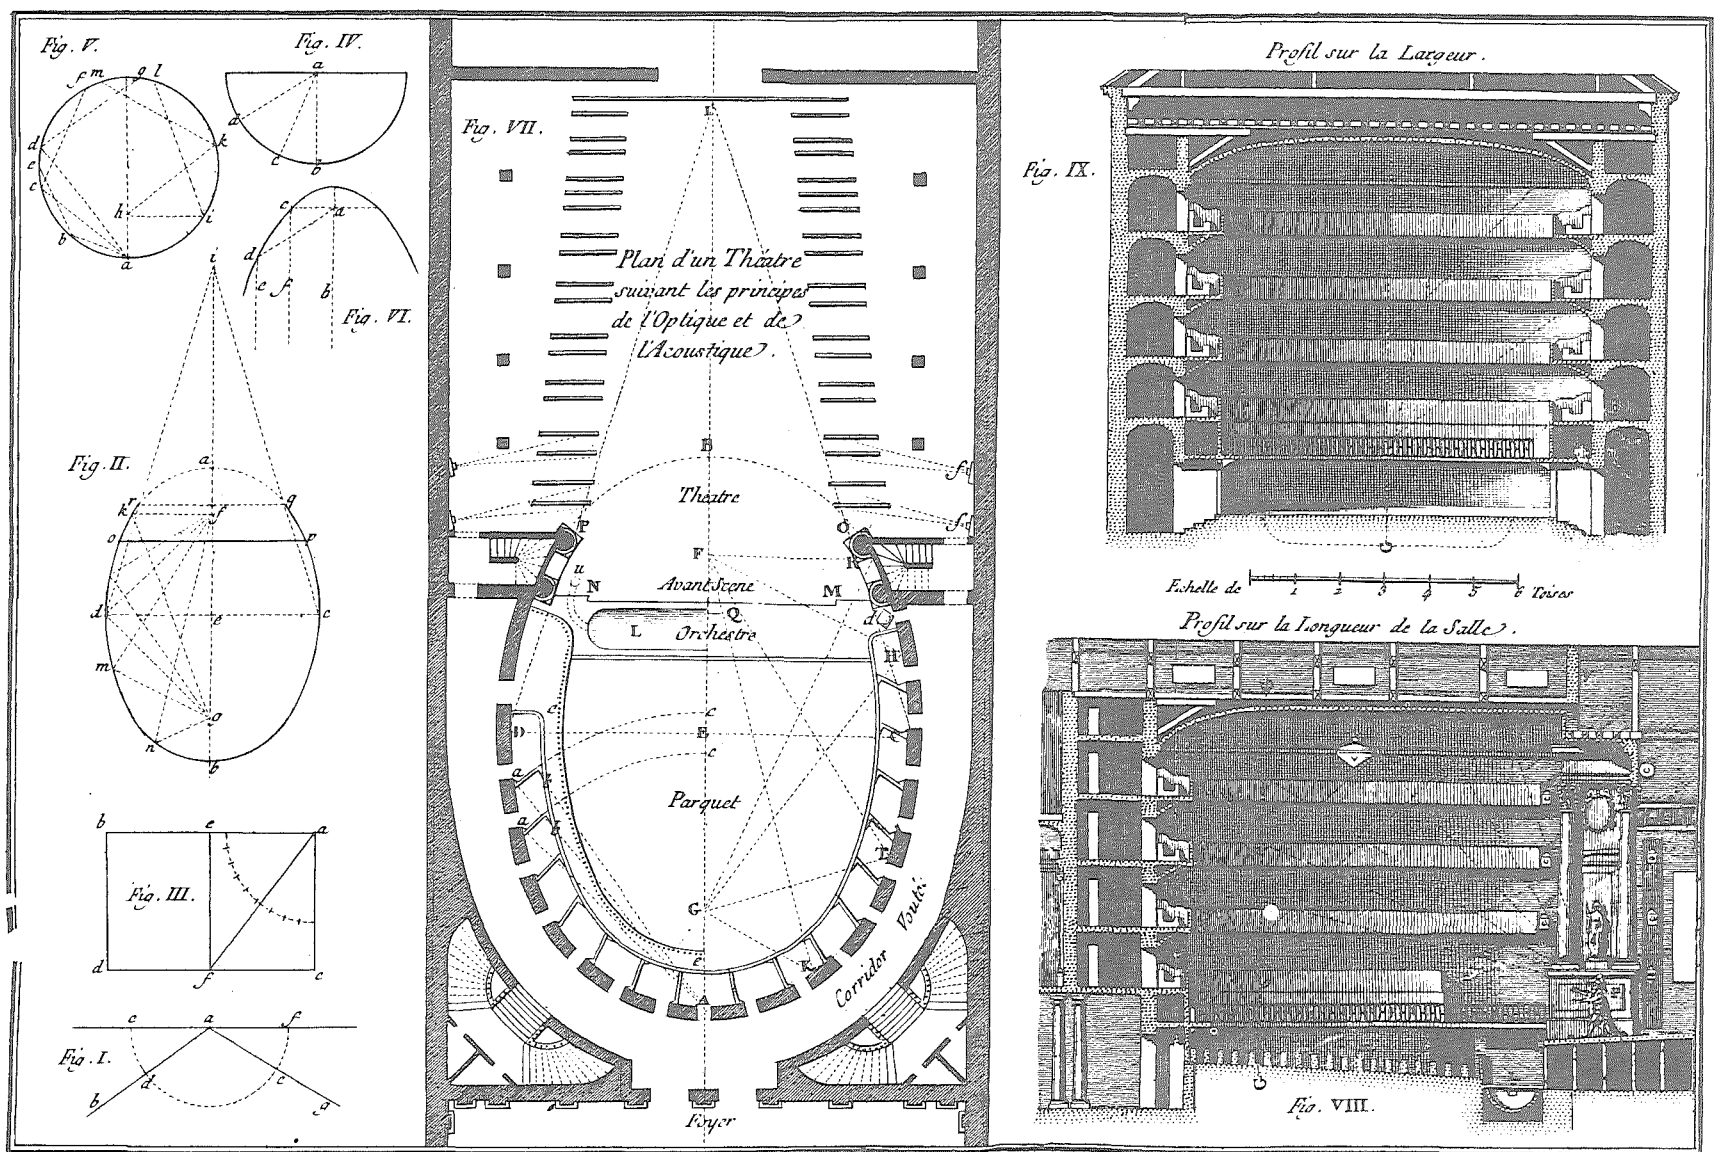 Fig. V.
f m g l
d
e
c
k
h
i
b
a
Fig. IV.
a
a
c
b
c
a
d
e f b
Fig. VI.
i
Fig. II.
a
r q
k f
o p
d e c
m
g
n
b
b e a
Fig. III.
d f c
c a f
Fig. I.
d e
b g
Fig. VII.
Plan d'un Théatre
suivant les principes
de l'Optique et de
l'Acoustique.
B
f
Théatre
f
P O
F
R
u
Avant Scene
N M
Q
d
L
Orchestre
H
e
c
D E
c
a
b
Parquet
a
b
T
G
Corridor Vouté
e
K
A
Foyer
Profil sur la Largeur.
Fig. IX.
Echelle de 1 2 3 4 5 6 Toises
Profil sur la Longueur de la Salle.
Fig. VIII.